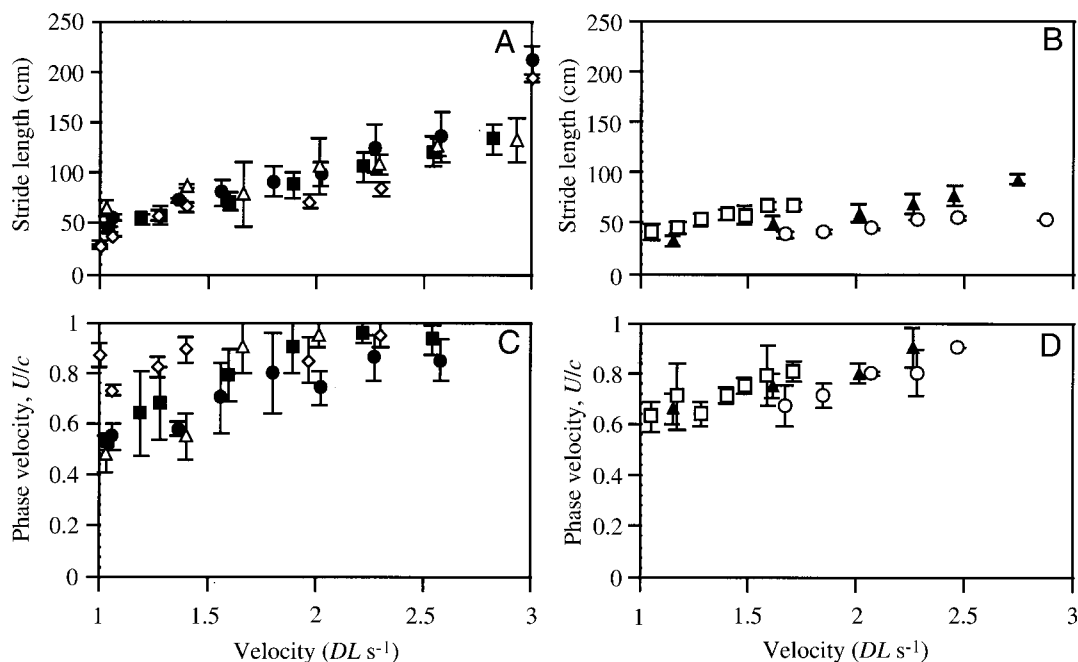 A
B
250
200
150
100
50
0
Stride length (cm)
250
200
150
100
50
0
Stride length (cm)
C
D
1
0.8
0.6
0.4
0.2
0
Phase velocity, U/c
1
0.8
0.6
0.4
0.2
0
Phase velocity, U/c
1 1.5 2 2.5 3
1 1.5 2 2.5 3
Velocity (DL s⁻¹)
Velocity (DL s⁻¹)